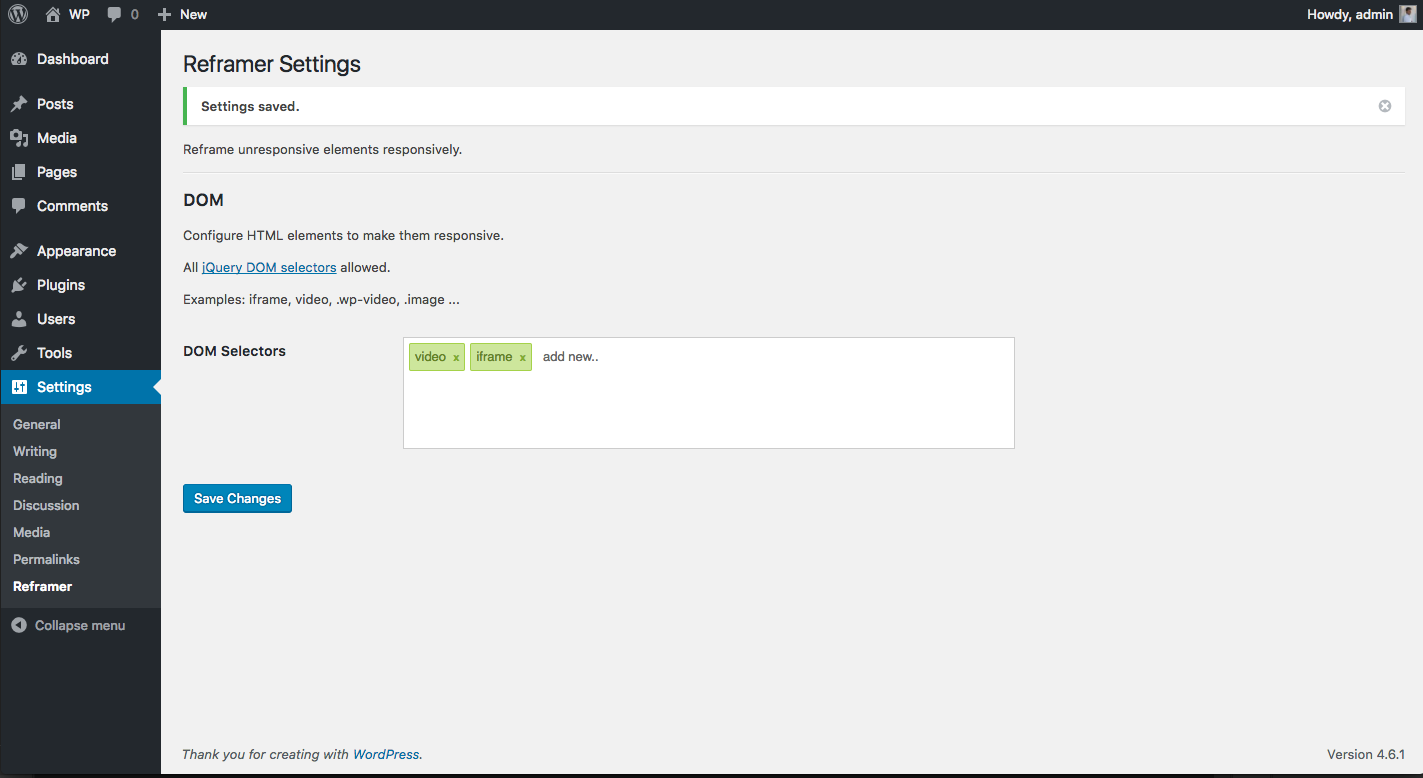 WP 0 New Howdy, admin
Dashboard
Posts
Media
Pages
Comments
Appearance
Plugins
Users
Tools
Settings
General
Writing
Reading
Discussion
Media
Permalinks
Reframer
Collapse menu
Reframer Settings
Settings saved.
Reframe unresponsive elements responsively.
DOM
Configure HTML elements to make them responsive.
All jQuery DOM selectors allowed.
Examples: iframe, video, .wp-video, .image ...
DOM Selectors video x iframe x add new..
Save Changes
Thank you for creating with WordPress. Version 4.6.1